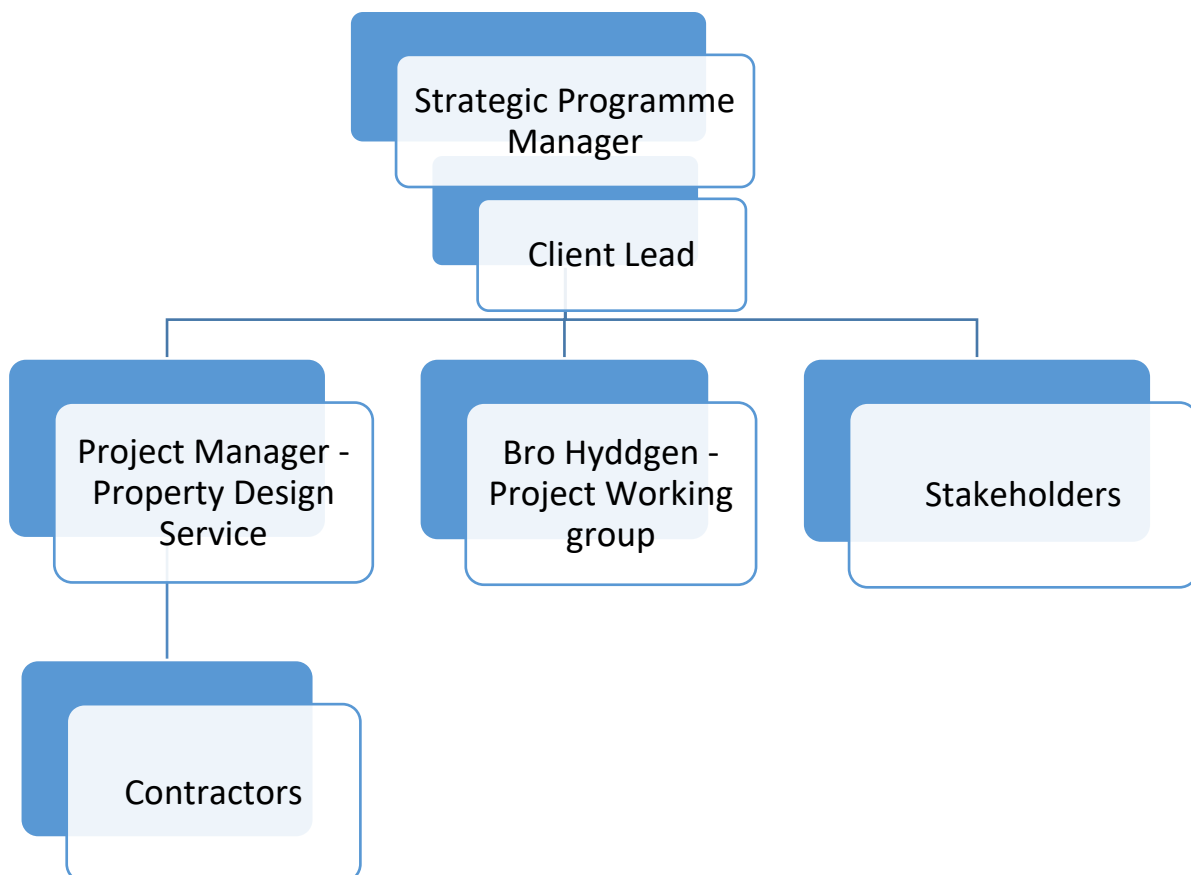 Strategic Programme
Manager
Client Lead
Project Manager -
Property Design
Service
Bro Hyddgen -
Project Working
group
Stakeholders
Contractors